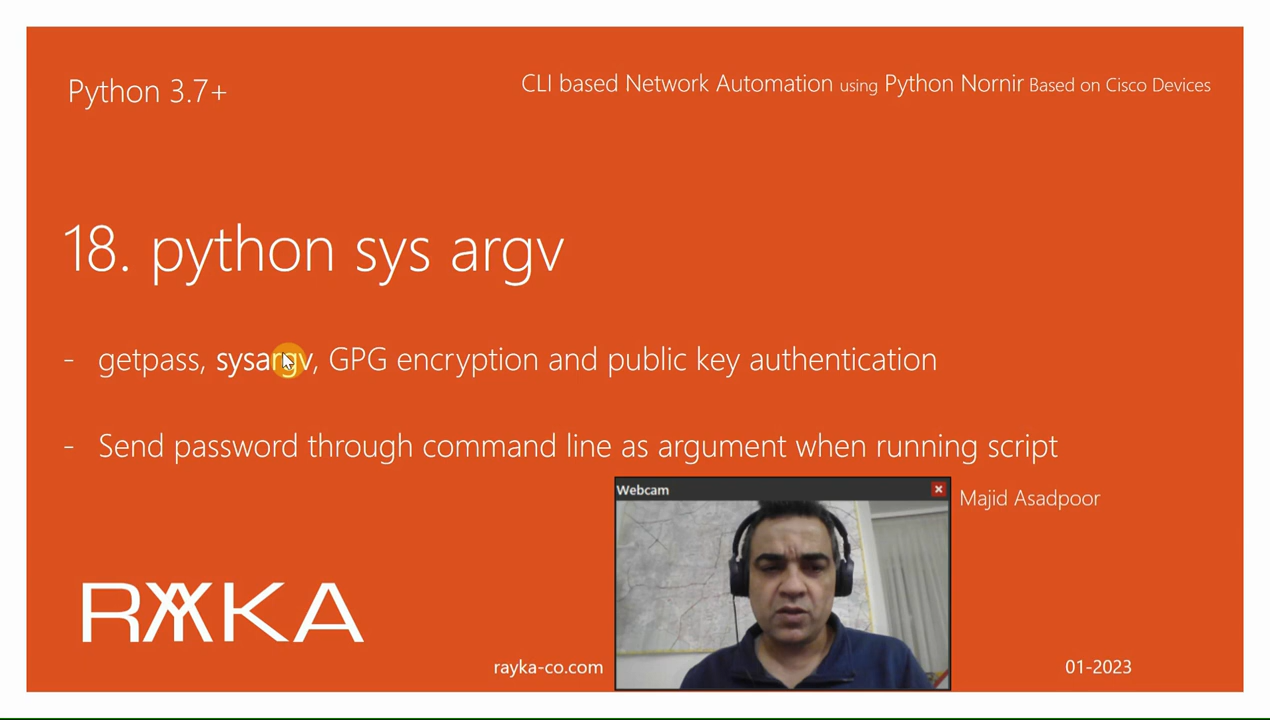 Python 3.7+
CLI based Network Automation using Python Nornir Based on Cisco Devices
18. python sys argv
- getpass, sysargv, GPG encryption and public key authentication
- Send password through command line as argument when running script
Webcam
Majid Asadpoor
RAYKA
rayka-co.com
01-2023